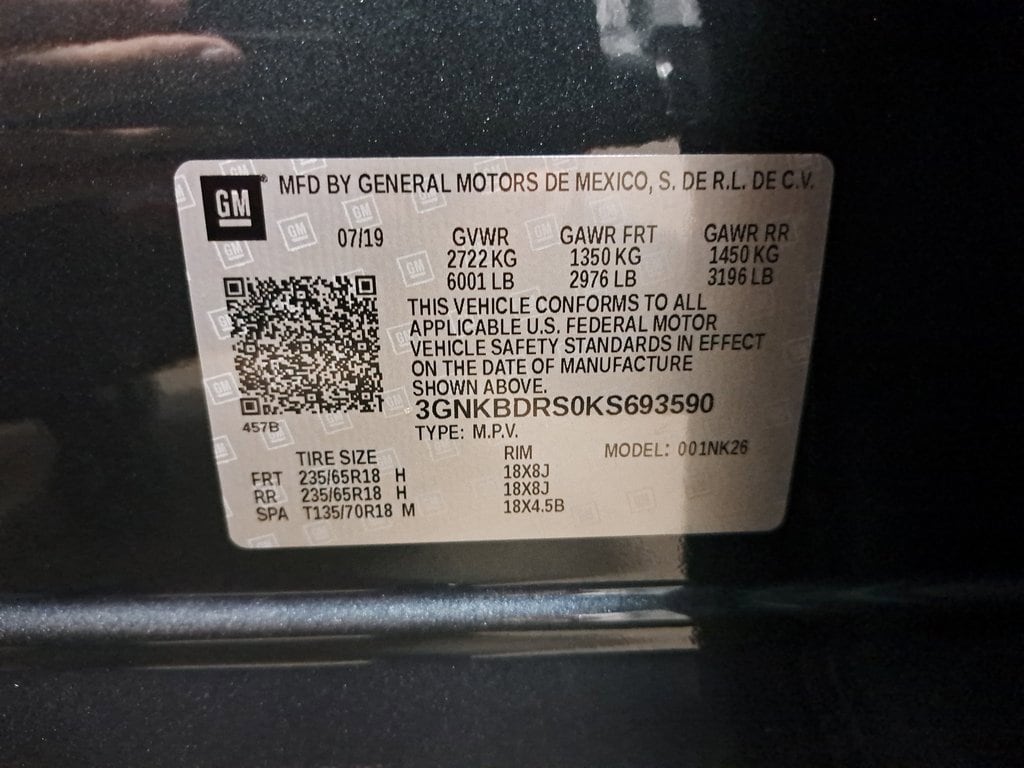 GM
MFD BY GENERAL MOTORS DE MEXICO, S. DE R.L. DE C.V.
07/19 GVWR GAWR FRT GAWR RR
2722 KG 1350 KG 1450 KG
6001 LB 2976 LB 3196 LB
THIS VEHICLE CONFORMS TO ALL
APPLICABLE U.S. FEDERAL MOTOR
VEHICLE SAFETY STANDARDS IN EFFECT
ON THE DATE OF MANUFACTURE
SHOWN ABOVE.
3GNKBDRS0KS693590
457B
TYPE: M.P.V.
TIRE SIZE RIM MODEL: 001NK26
FRT 235/65R18 H 18X8J
RR 235/65R18 H 18X8J
SPA T135/70R18 M 18X4.5B